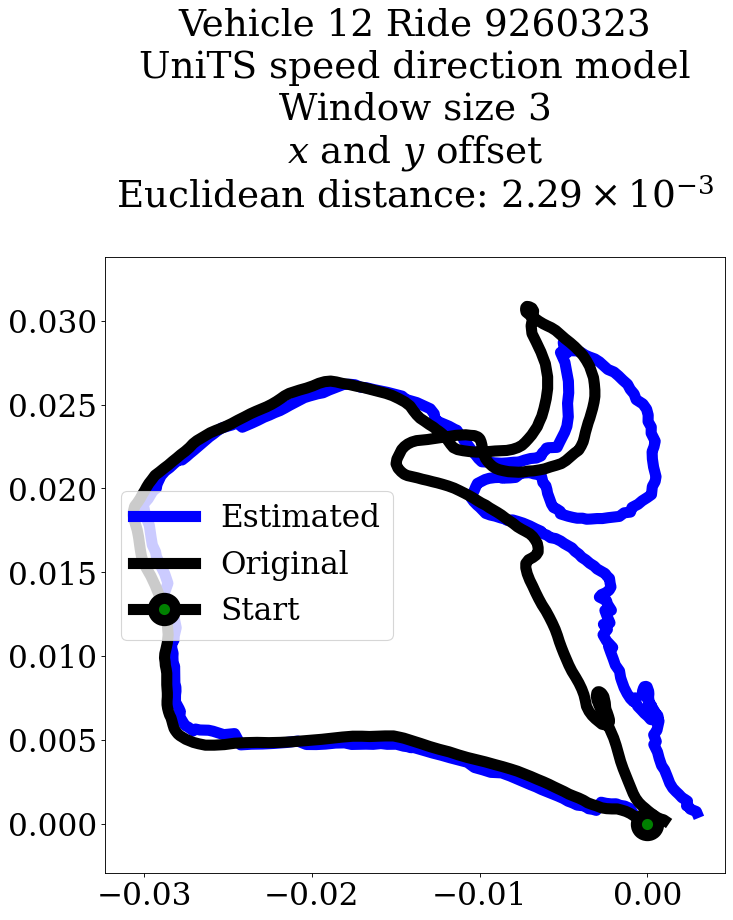 Vehicle 12 Ride 9260323
UniTS speed direction model
Window size 3
x and y offset
Euclidean distance: 2.29 × 10⁻³
0.030
0.025
0.020
0.015
0.010
0.005
0.000
Estimated
Original
Start
−0.03 −0.02 −0.01 0.00